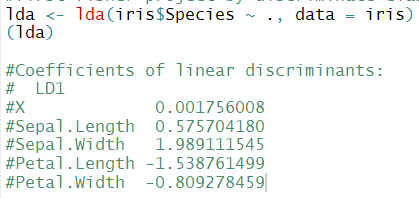 lda <- lda(iris$Species ~ ., data = iris)
(lda)
#Coefficients of linear discriminants:
#  LD1
#X            0.001756008
#Sepal.Length  0.575704180
#Sepal.Width   1.989111545
#Petal.Length -1.538761499
#Petal.Width  -0.809278459